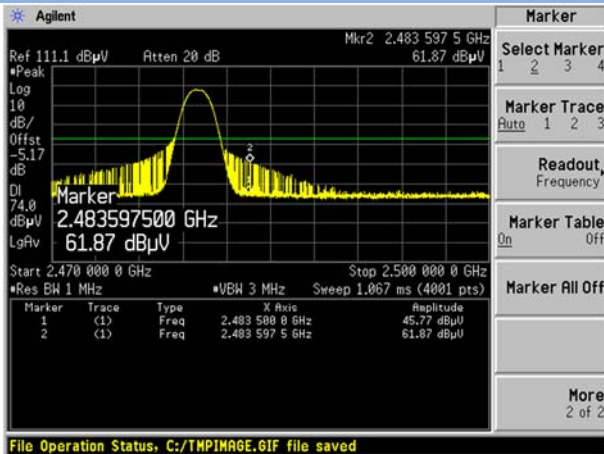 Agilent
Marker
Mkr2 2.483 597 5 GHz
Ref 111.1 dBµV Atten 20 dB 61.87 dBµV
#Peak
Log
10
dB/
Offst
-5.17
dB
DI
74.0
dBµV
LgAv
2
Marker
2.483597500 GHz
61.87 dBµV
Start 2.470 000 0 GHz Stop 2.500 000 0 GHz
#Res BW 1 MHz #VBW 3 MHz Sweep 1.067 ms (4001 pts)
Marker Trace Type X Axis Amplitude
1 (1) Freq 2.483 500 0 GHz 45.77 dBµV
2 (1) Freq 2.483 597 5 GHz 61.87 dBµV
File Operation Status, C:/TMPIMAGE.GIF file saved
Select Marker
1 2 3 4
Marker Trace
Auto 1 2 3
Readout,
Frequency
Marker Table
On Off
Marker All Off
More
2 of 2